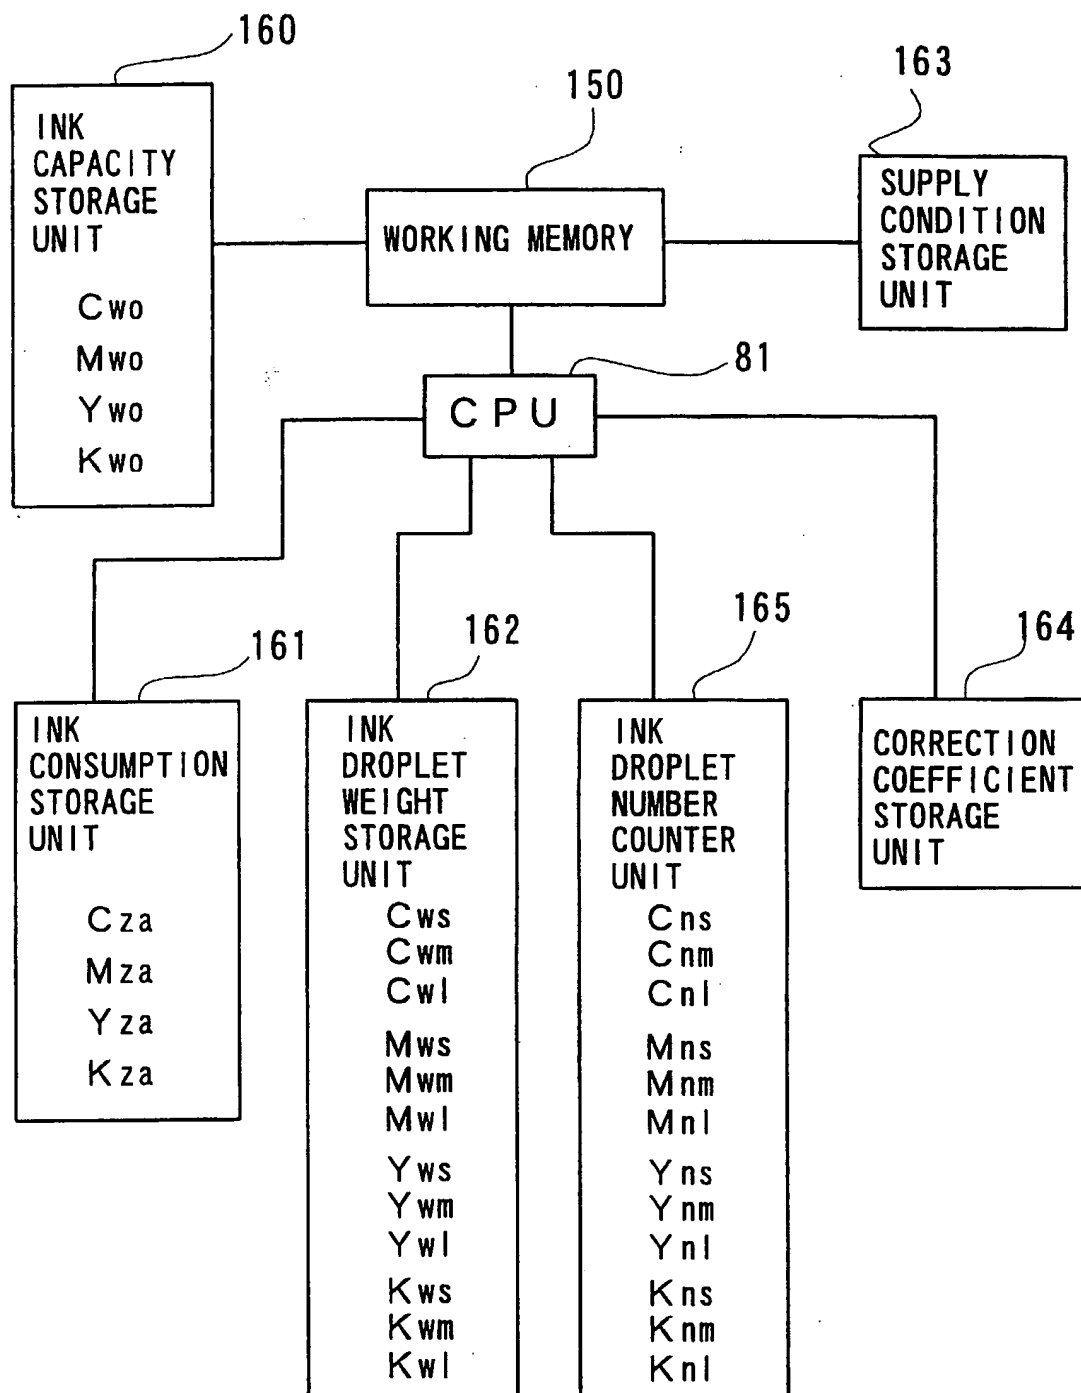 160
INK
CAPACITY
STORAGE
UNIT
Cwo
Mwo
Ywo
Kwo
150
WORKING MEMORY
163
SUPPLY
CONDITION
STORAGE
UNIT
81
CPU
161
INK
CONSUMPTION
STORAGE
UNIT
Cza
Mza
Yza
Kza
162
INK
DROPLET
WEIGHT
STORAGE
UNIT
Cws
Cwm
Cwl
Mws
Mwm
Mwl
Yws
Ywm
Ywl
Kws
Kwm
Kwl
165
INK
DROPLET
NUMBER
COUNTER
UNIT
Cns
Cnm
Cnl
Mns
Mnm
Mnl
Yns
Ynm
Ynl
Kns
Knm
Knl
164
CORRECTION
COEFFICIENT
STORAGE
UNIT